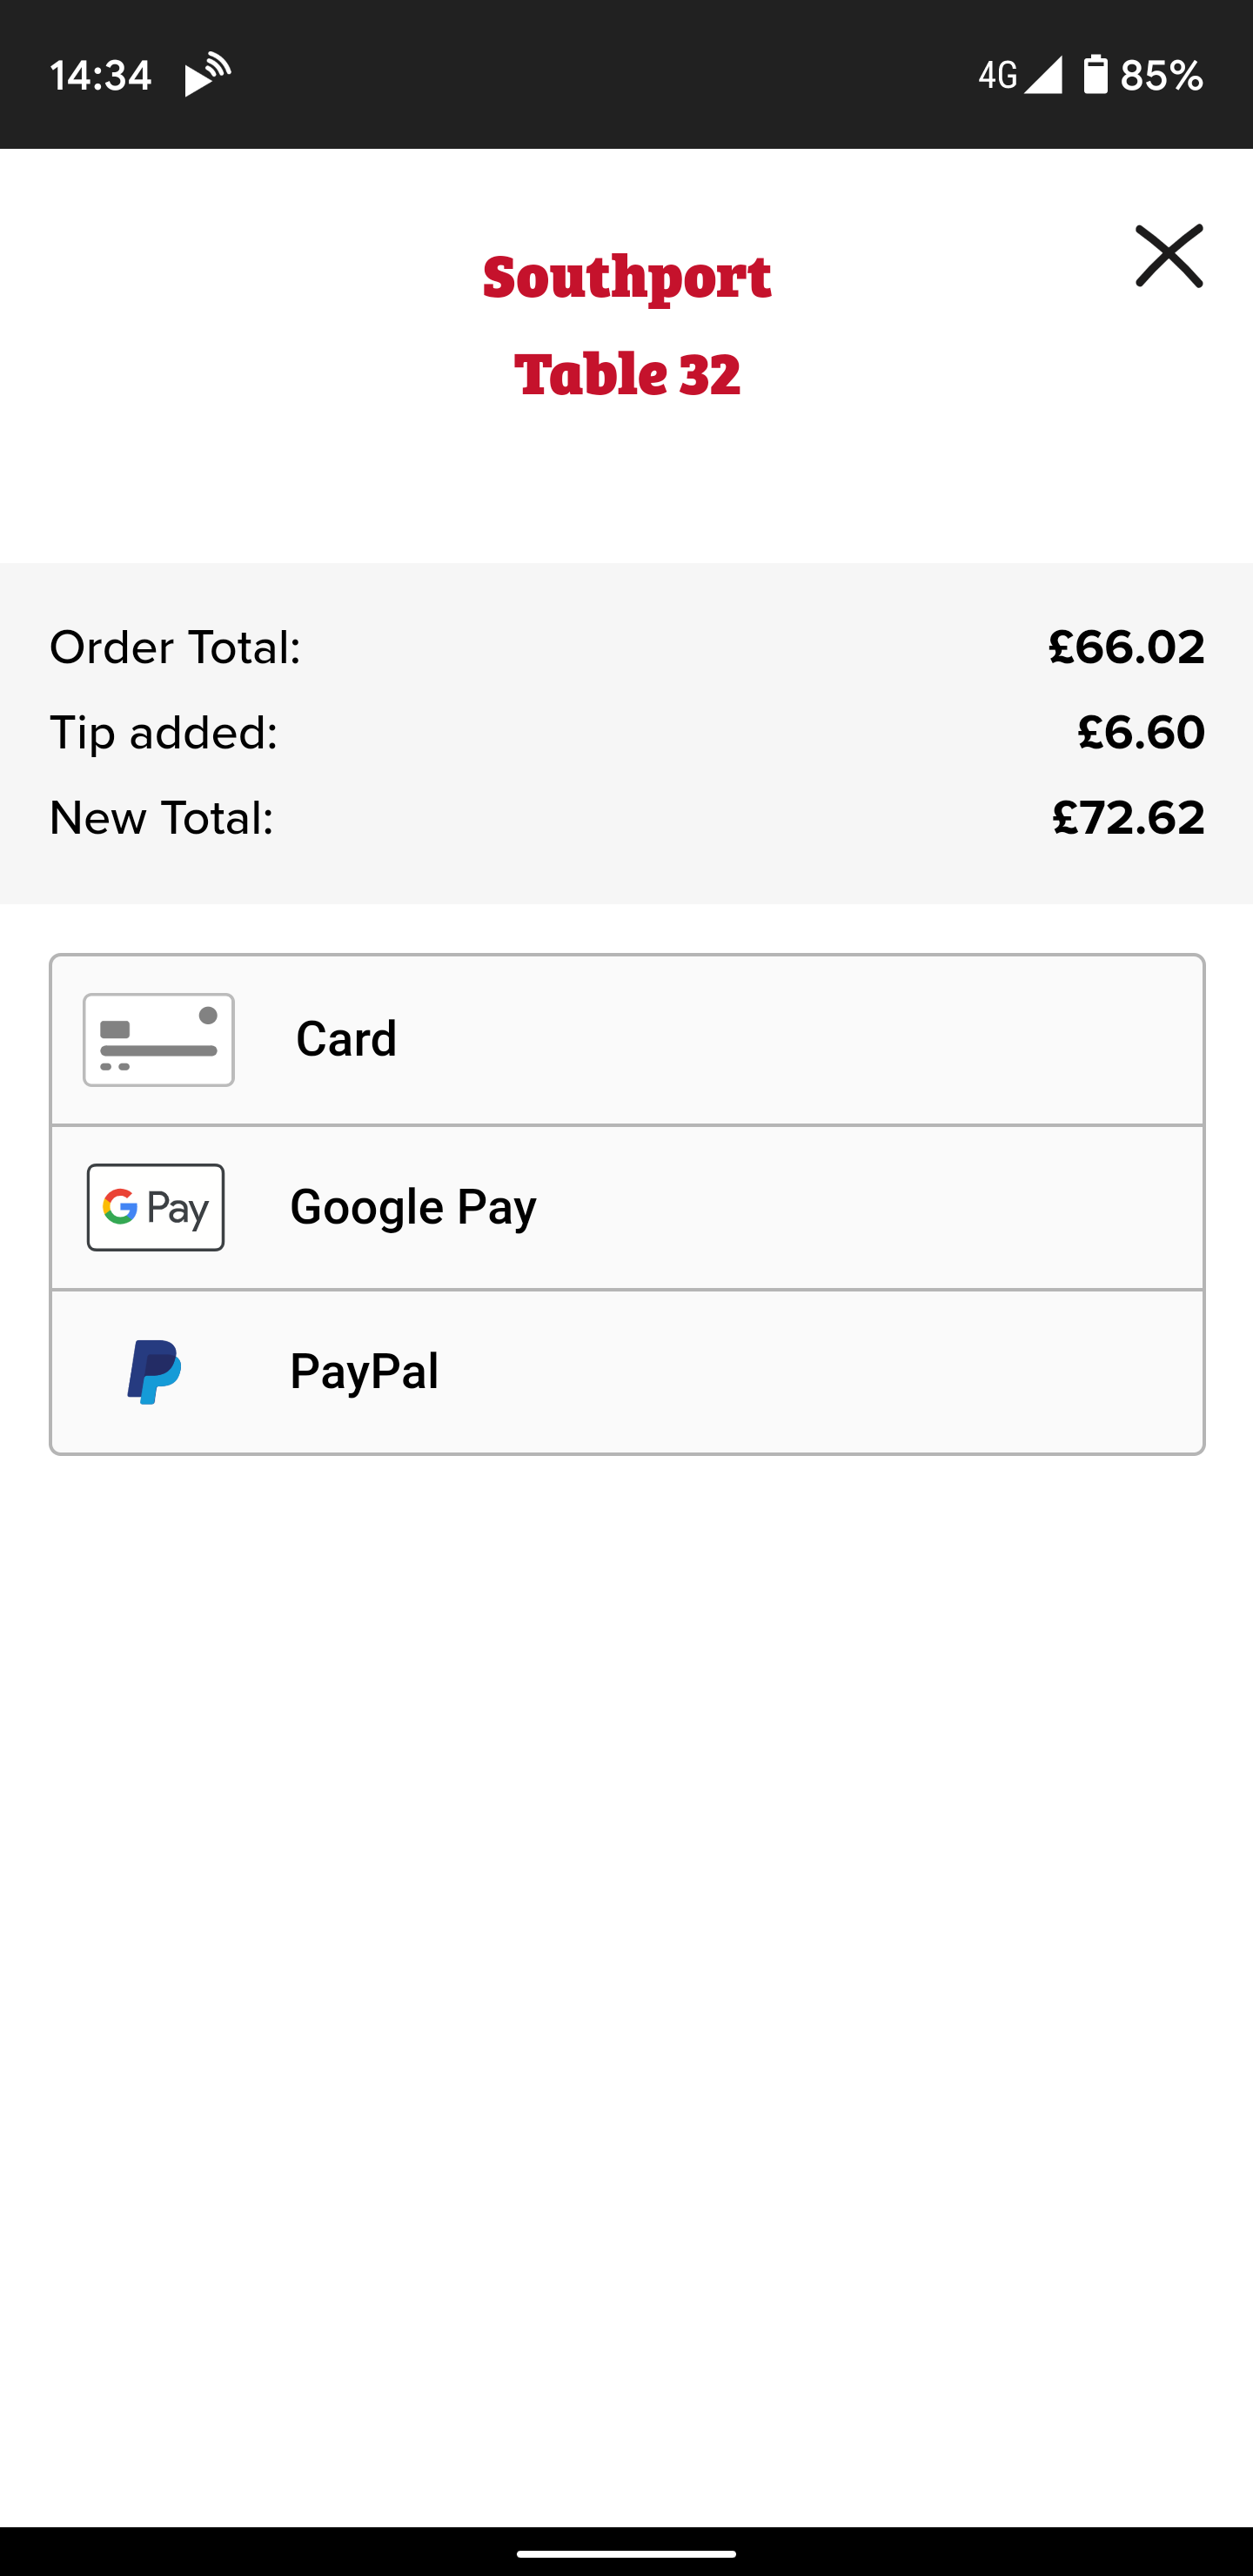 14:34 4G 85%
Southport
Table 32
Order Total: £66.02
Tip added: £6.60
New Total: £72.62
Card
G Pay Google Pay
PayPal